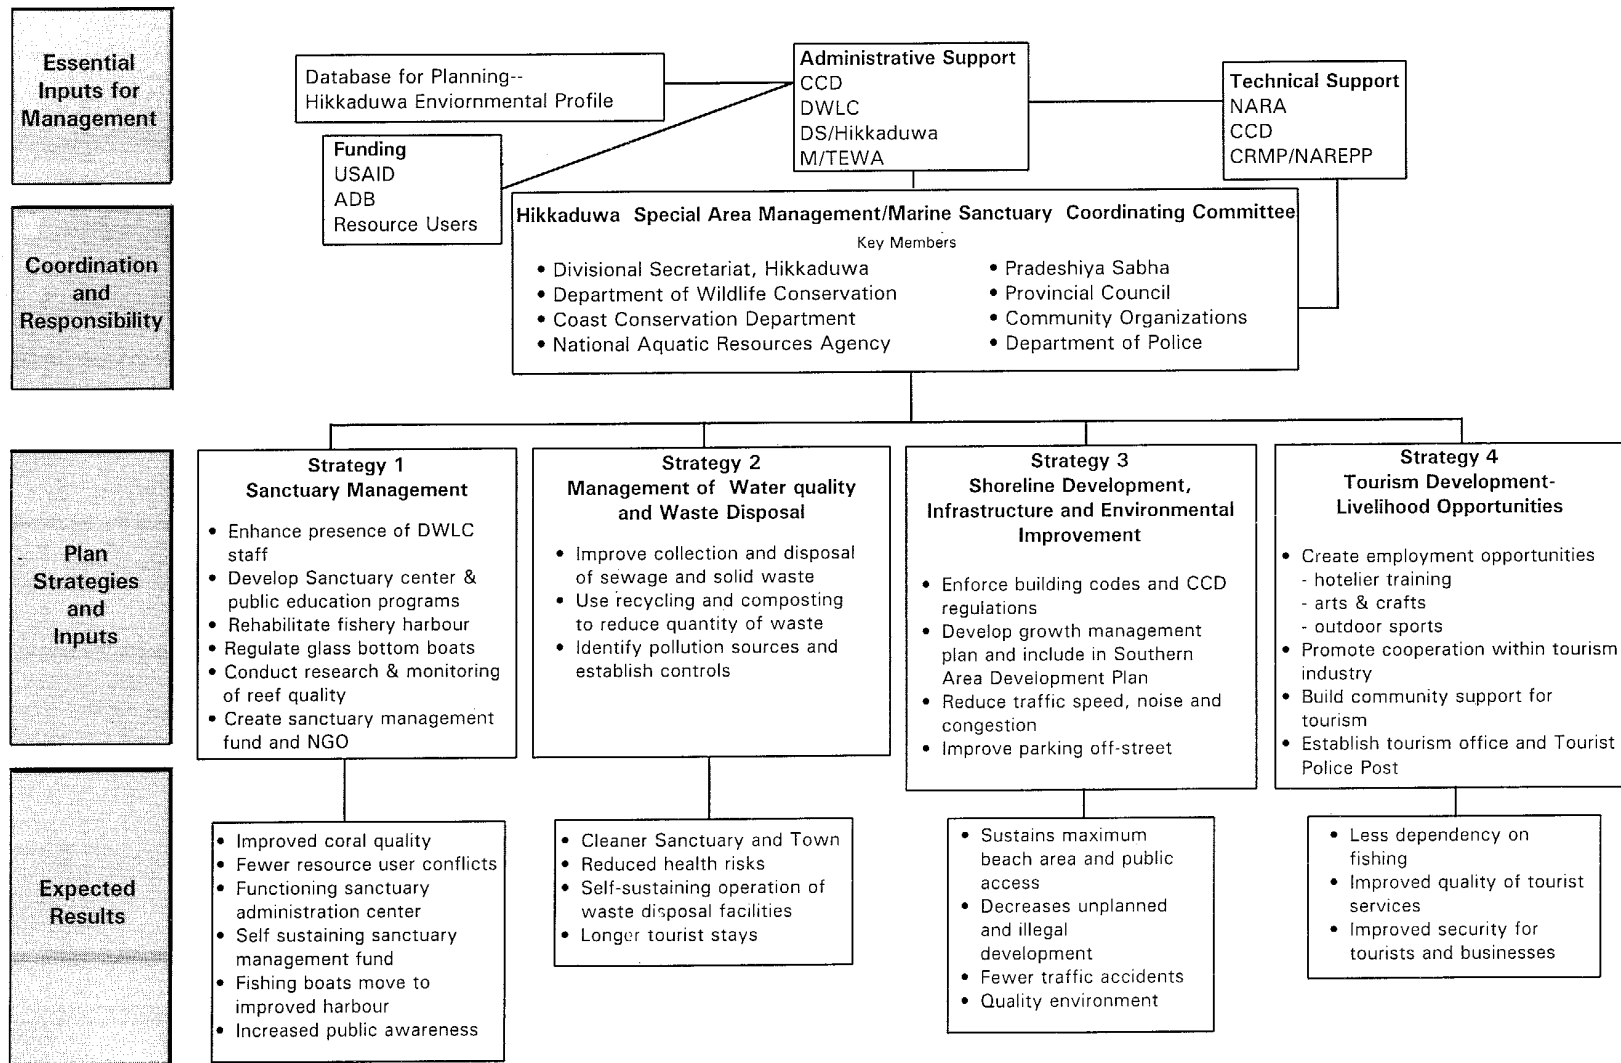 Essential
Inputs for
Management
Database for Planning--
Hikkaduwa Enviornmental Profile
Funding
USAID
ADB
Resource Users
Administrative Support
CCD
DWLC
DS/Hikkaduwa
M/TEWA
Technical Support
NARA
CCD
CRMP/NAREPP
Coordination
and
Responsibility
Hikkaduwa Special Area Management/Marine Sanctuary Coordinating Committee
Key Members
• Divisional Secretariat, Hikkaduwa
• Department of Wildlife Conservation
• Coast Conservation Department
• National Aquatic Resources Agency
• Pradeshiya Sabha
• Provincial Council
• Community Organizations
• Department of Police
Plan
Strategies
and
Inputs
Strategy 1
Sanctuary Management
• Enhance presence of DWLC
staff
• Develop Sanctuary center &
public education programs
• Rehabilitate fishery harbour
• Regulate glass bottom boats
• Conduct research & monitoring
of reef quality
• Create sanctuary management
fund and NGO
Strategy 2
Management of Water quality
and Waste Disposal
• Improve collection and disposal
of sewage and solid waste
• Use recycling and composting
to reduce quantity of waste
• Identify pollution sources and
establish controls
Strategy 3
Shoreline Development,
Infrastructure and Environmental
Improvement
• Enforce building codes and CCD
regulations
• Develop growth management
plan and include in Southern
Area Development Plan
• Reduce traffic speed, noise and
congestion
• Improve parking off-street
Strategy 4
Tourism Development-
Livelihood Opportunities
• Create employment opportunities
- hotelier training
- arts & crafts
- outdoor sports
• Promote cooperation within tourism
industry
• Build community support for
tourism
• Establish tourism office and Tourist
Police Post
Expected
Results
• Improved coral quality
• Fewer resource user conflicts
• Functioning sanctuary
administration center
• Self sustaining sanctuary
management fund
• Fishing boats move to
improved harbour
• Increased public awareness
• Cleaner Sanctuary and Town
• Reduced health risks
• Self-sustaining operation of
waste disposal facilities
• Longer tourist stays
• Sustains maximum
beach area and public
access
• Decreases unplanned
and illegal
development
• Fewer traffic accidents
• Quality environment
• Less dependency on
fishing
• Improved quality of tourist
services
• Improved security for
tourists and businesses